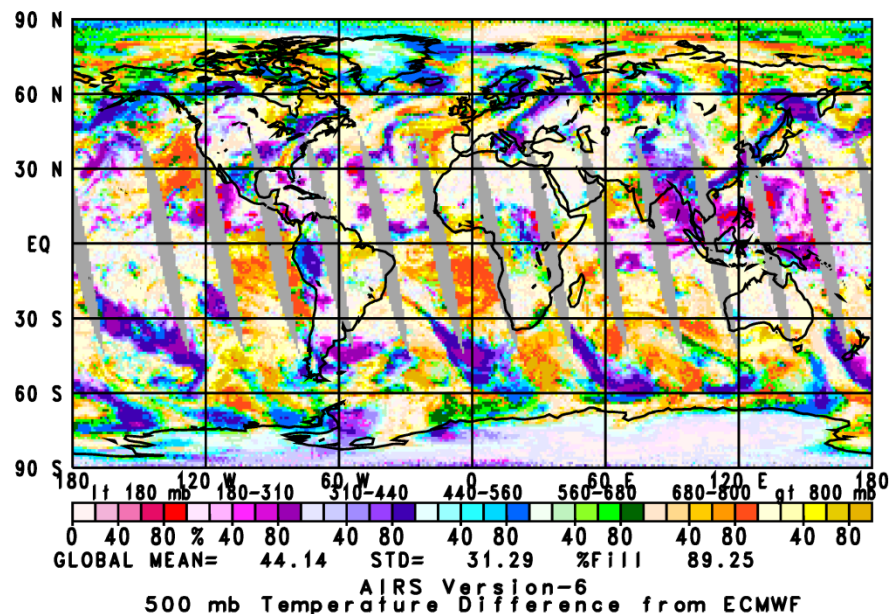 90 N
60 N
30 N
EQ
30 S
60 S
90 S
180 120 W 60 W 0 60 E 120 E 180
lt 180 mb 180-310 310-440 440-560 560-680 680-800 gt 800 mb
0 40 80 % 40 80 40 80 40 80 40 80 40 80 40 80
GLOBAL MEAN= 44.14 STD= 31.29 %Fill 89.25
AIRS Version-6
500 mb Temperature Difference from ECMWF